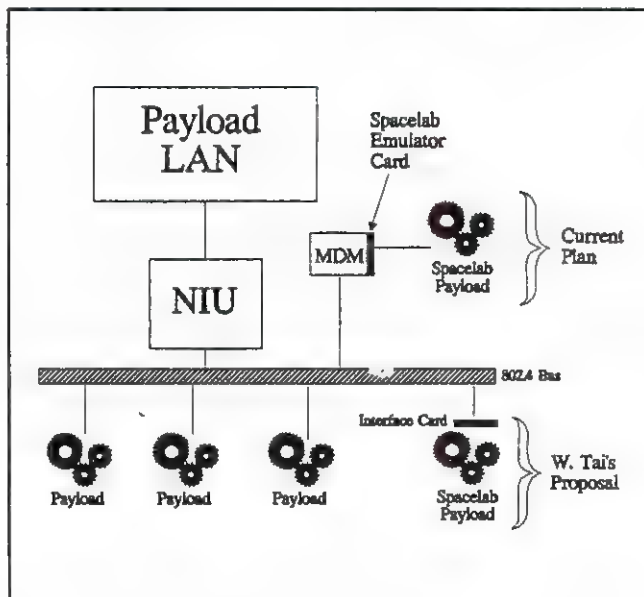 Payload
LAN
Spacelab
Emulator
Card
MDM
Spacelab
Payload
Current
Plan
NIU
802.4 Bus
Interface Card
Payload
Payload
Payload
Spacelab
Payload
W. Tai's
Proposal